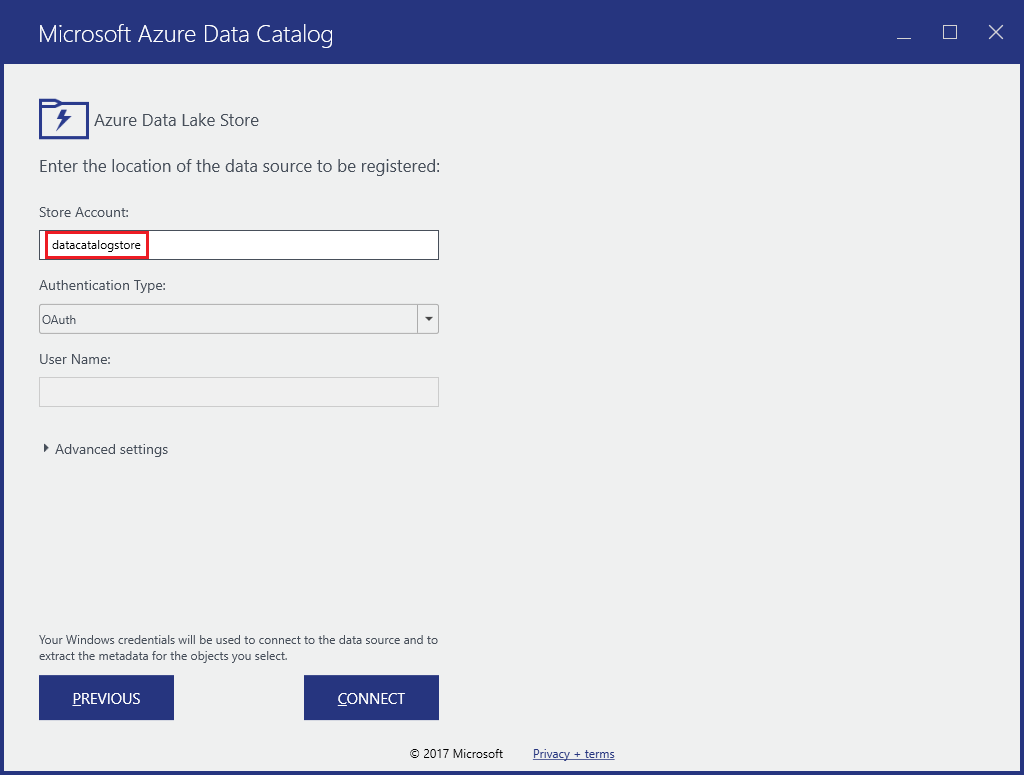 Microsoft Azure Data Catalog
Azure Data Lake Store
Enter the location of the data source to be registered:
Store Account:
datacatalogstore
Authentication Type:
OAuth
User Name:
Advanced settings
Your Windows credentials will be used to connect to the data source and to
extract the metadata for the objects you select.
PREVIOUS
CONNECT
© 2017 Microsoft
Privacy + terms